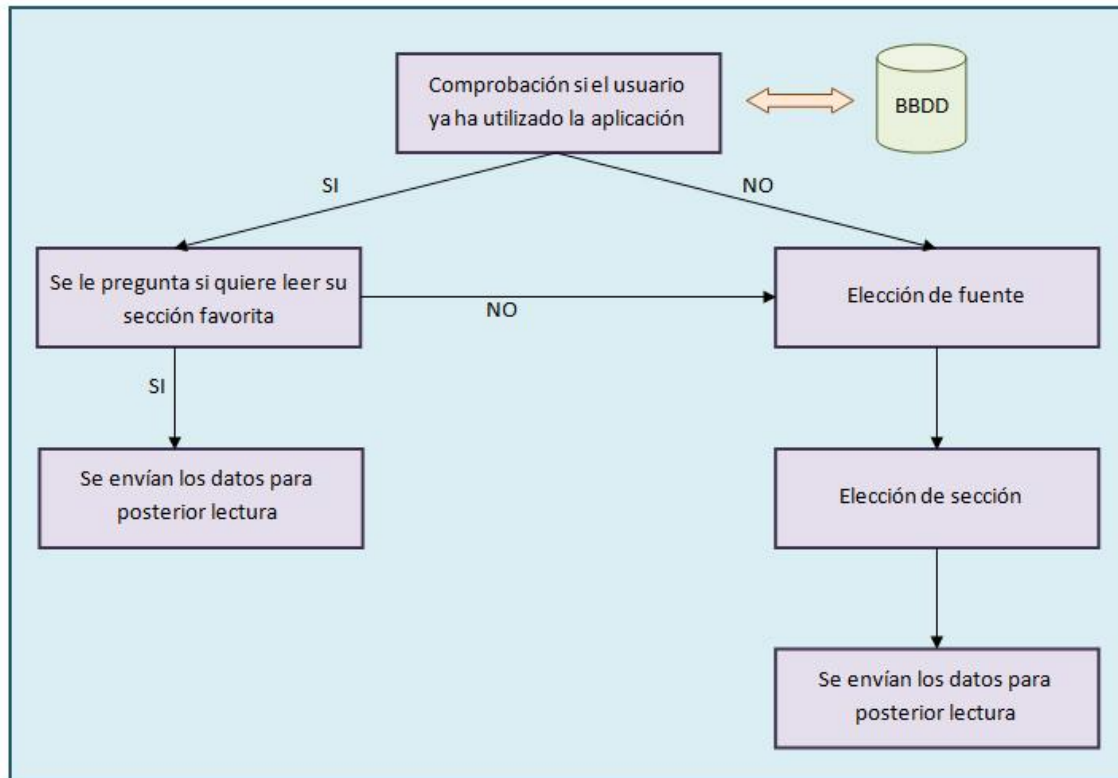 Comprobación si el usuario
ya ha utilizado la aplicación
BBDD
SI
NO
Se le pregunta si quiere leer su
sección favorita
NO
Elección de fuente
SI
Se envían los datos para
posterior lectura
Elección de sección
Se envían los datos para
posterior lectura